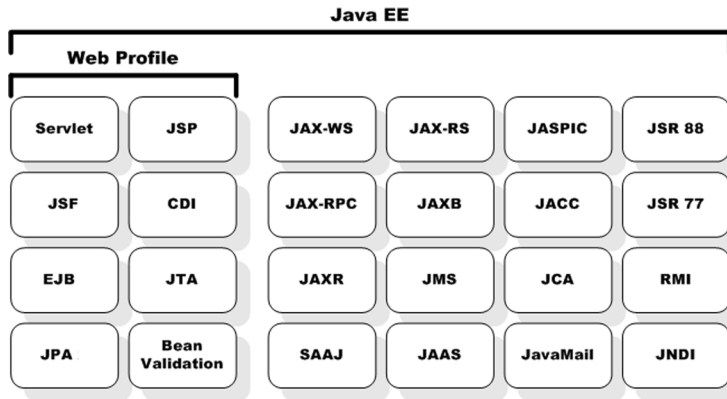 Java EE
Web Profile
Servlet JSP JAX-WS JAX-RS JASPIC JSR 88
JSF CDI JAX-RPC JAXB JACC JSR 77
EJB JTA JAXR JMS JCA RMI
JPA Bean Validation SAAJ JAAS JavaMail JNDI